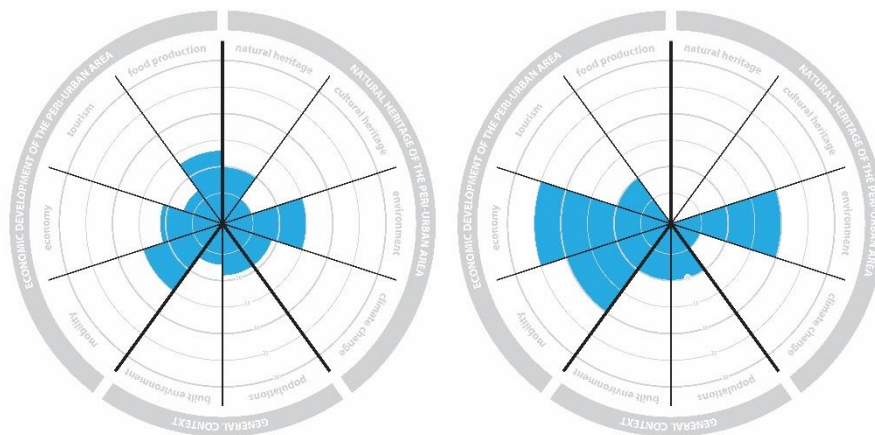 ECONOMIC DEVELOPMENT OF THE PERI-URBAN AREA
NATURAL HERITAGE OF THE PERI-URBAN AREA
GENERAL CONTEXT
food production
natural heritage
cultural heritage
environment
climate change
populations
built environment
mobility
economy
tourism
ECONOMIC DEVELOPMENT OF THE PERI-URBAN AREA
NATURAL HERITAGE OF THE PERI-URBAN AREA
GENERAL CONTEXT
food production
natural heritage
cultural heritage
environment
climate change
populations
built environment
mobility
economy
tourism